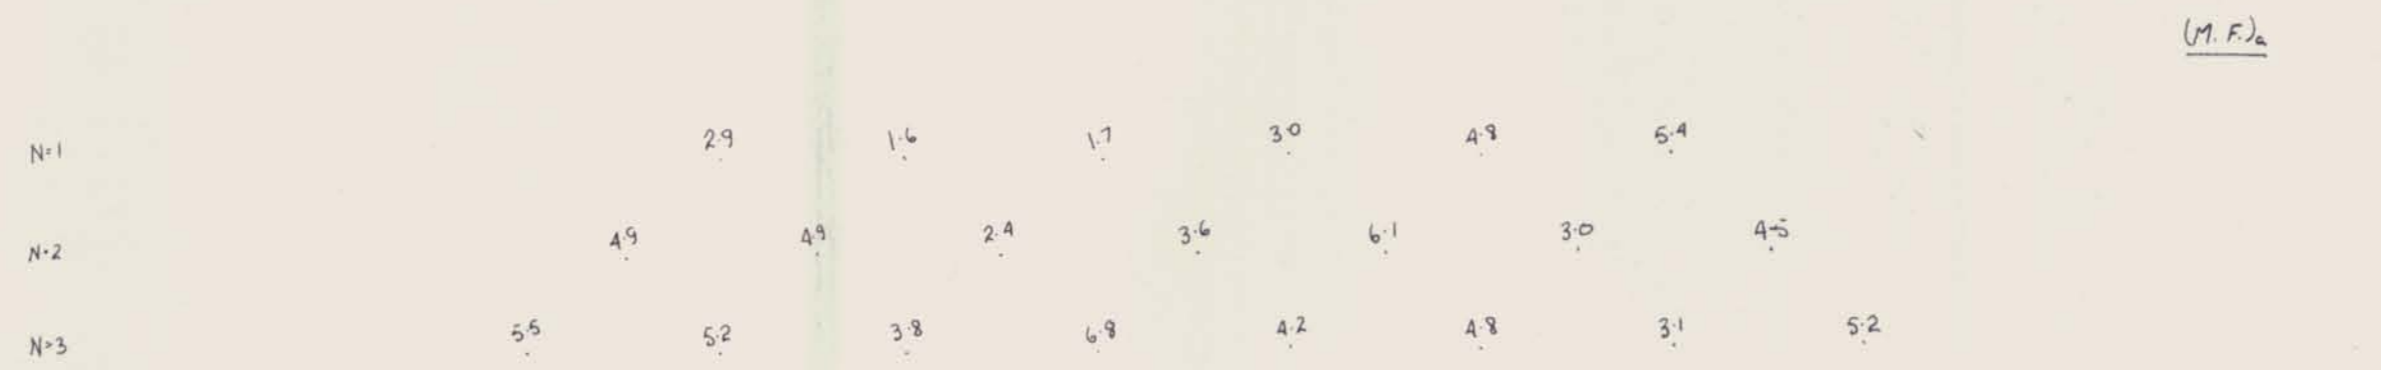 (M. F.)a
N=1 2.9 1.6 1.7 3.0 4.8 5.4
N=2 4.9 4.9 2.4 3.6 6.1 3.0 4.5
N=3 5.5 5.2 3.8 6.8 4.2 4.8 3.1 5.2